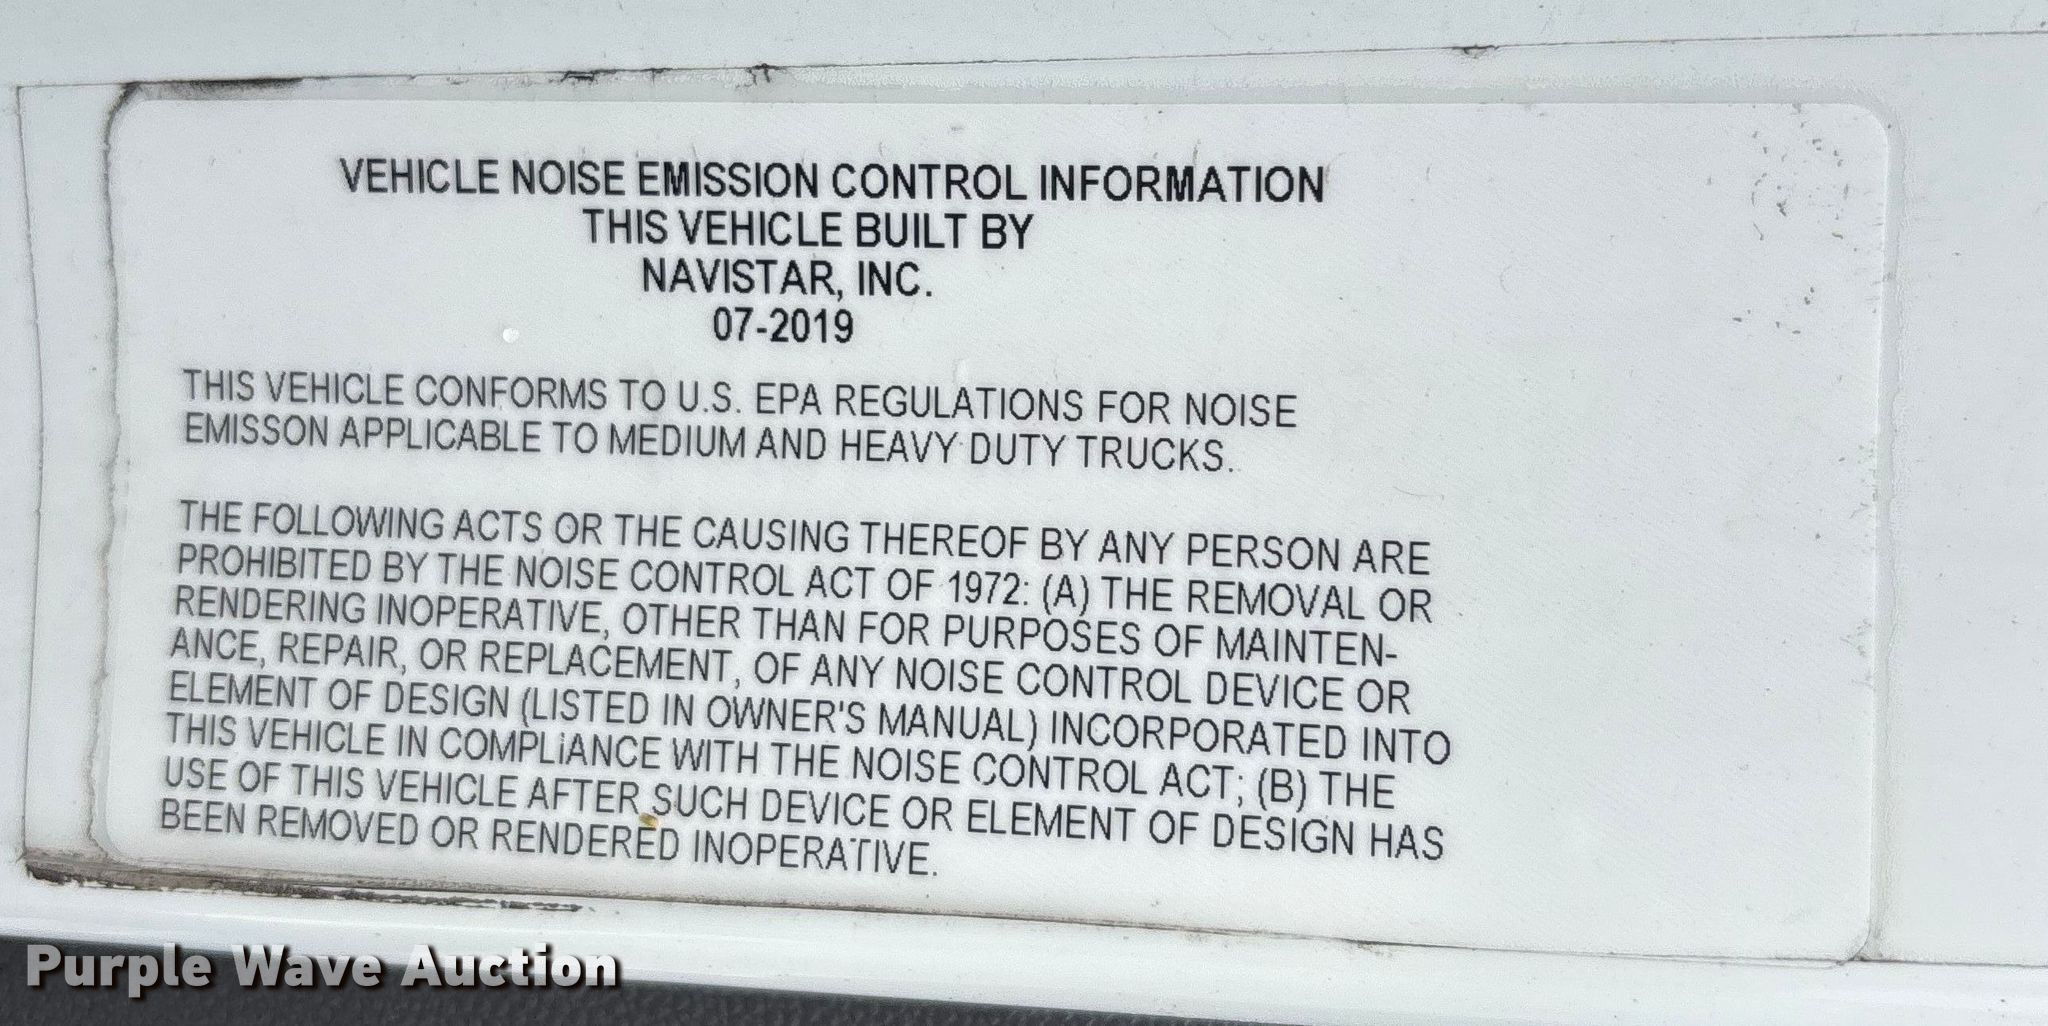 VEHICLE NOISE EMISSION CONTROL INFORMATION
THIS VEHICLE BUILT BY
NAVISTAR, INC.
07-2019
THIS VEHICLE CONFORMS TO U.S. EPA REGULATIONS FOR NOISE
EMISSON APPLICABLE TO MEDIUM AND HEAVY DUTY TRUCKS.
THE FOLLOWING ACTS OR THE CAUSING THEREOF BY ANY PERSON ARE
PROHIBITED BY THE NOISE CONTROL ACT OF 1972: (A) THE REMOVAL OR
RENDERING INOPERATIVE, OTHER THAN FOR PURPOSES OF MAINTEN-
ANCE, REPAIR, OR REPLACEMENT, OF ANY NOISE CONTROL DEVICE OR
ELEMENT OF DESIGN (LISTED IN OWNER'S MANUAL) INCORPORATED INTO
THIS VEHICLE IN COMPLiANCE WITH THE NOISE CONTROL ACT; (B) THE
USE OF THIS VEHICLE AFTER SUCH DEVICE OR ELEMENT OF DESIGN HAS
BEEN REMOVED OR RENDERED INOPERATIVE.
Purple Wave Auction